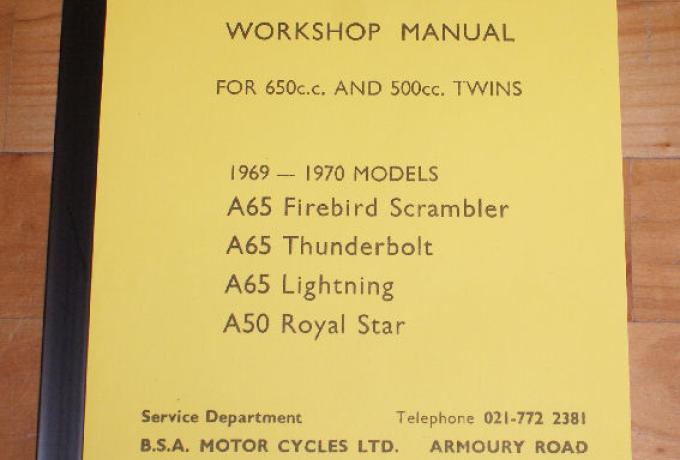 WORKSHOP MANUAL
FOR 650c.c. AND 500cc. TWINS
1969 — 1970 MODELS
A65 Firebird Scrambler
A65 Thunderbolt
A65 Lightning
A50 Royal Star
Service Department Telephone 021-772 2381
B.S.A. MOTOR CYCLES LTD. ARMOURY ROAD